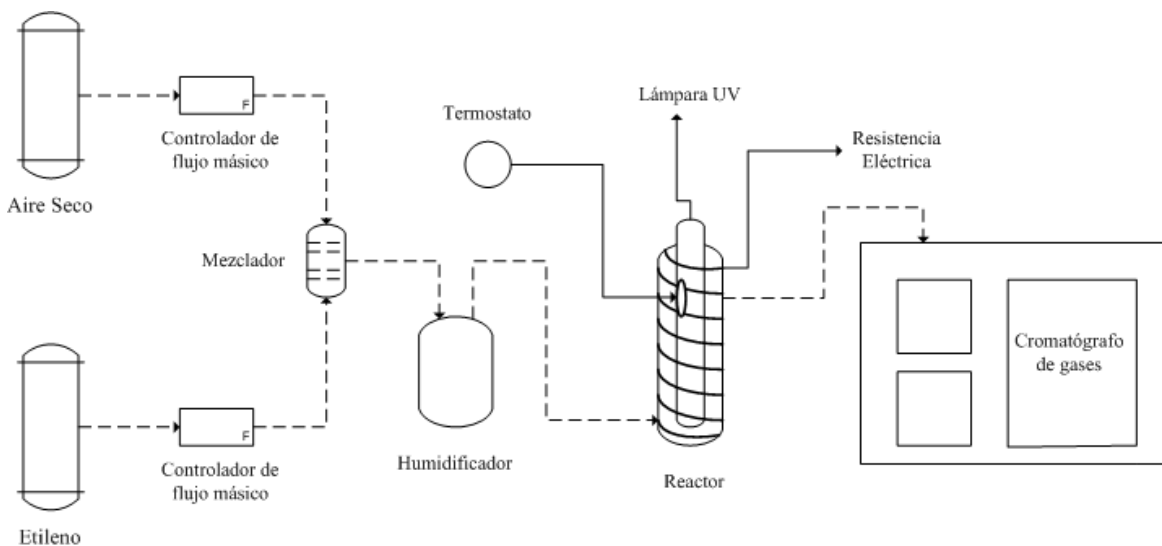 Lámpara UV
Termostato
Resistencia
Eléctrica
F
Controlador de
flujo másico
Aire Seco
Mezclador
Cromatógrafo
de gases
F
Controlador de
flujo másico
Humidificador
Reactor
Etileno